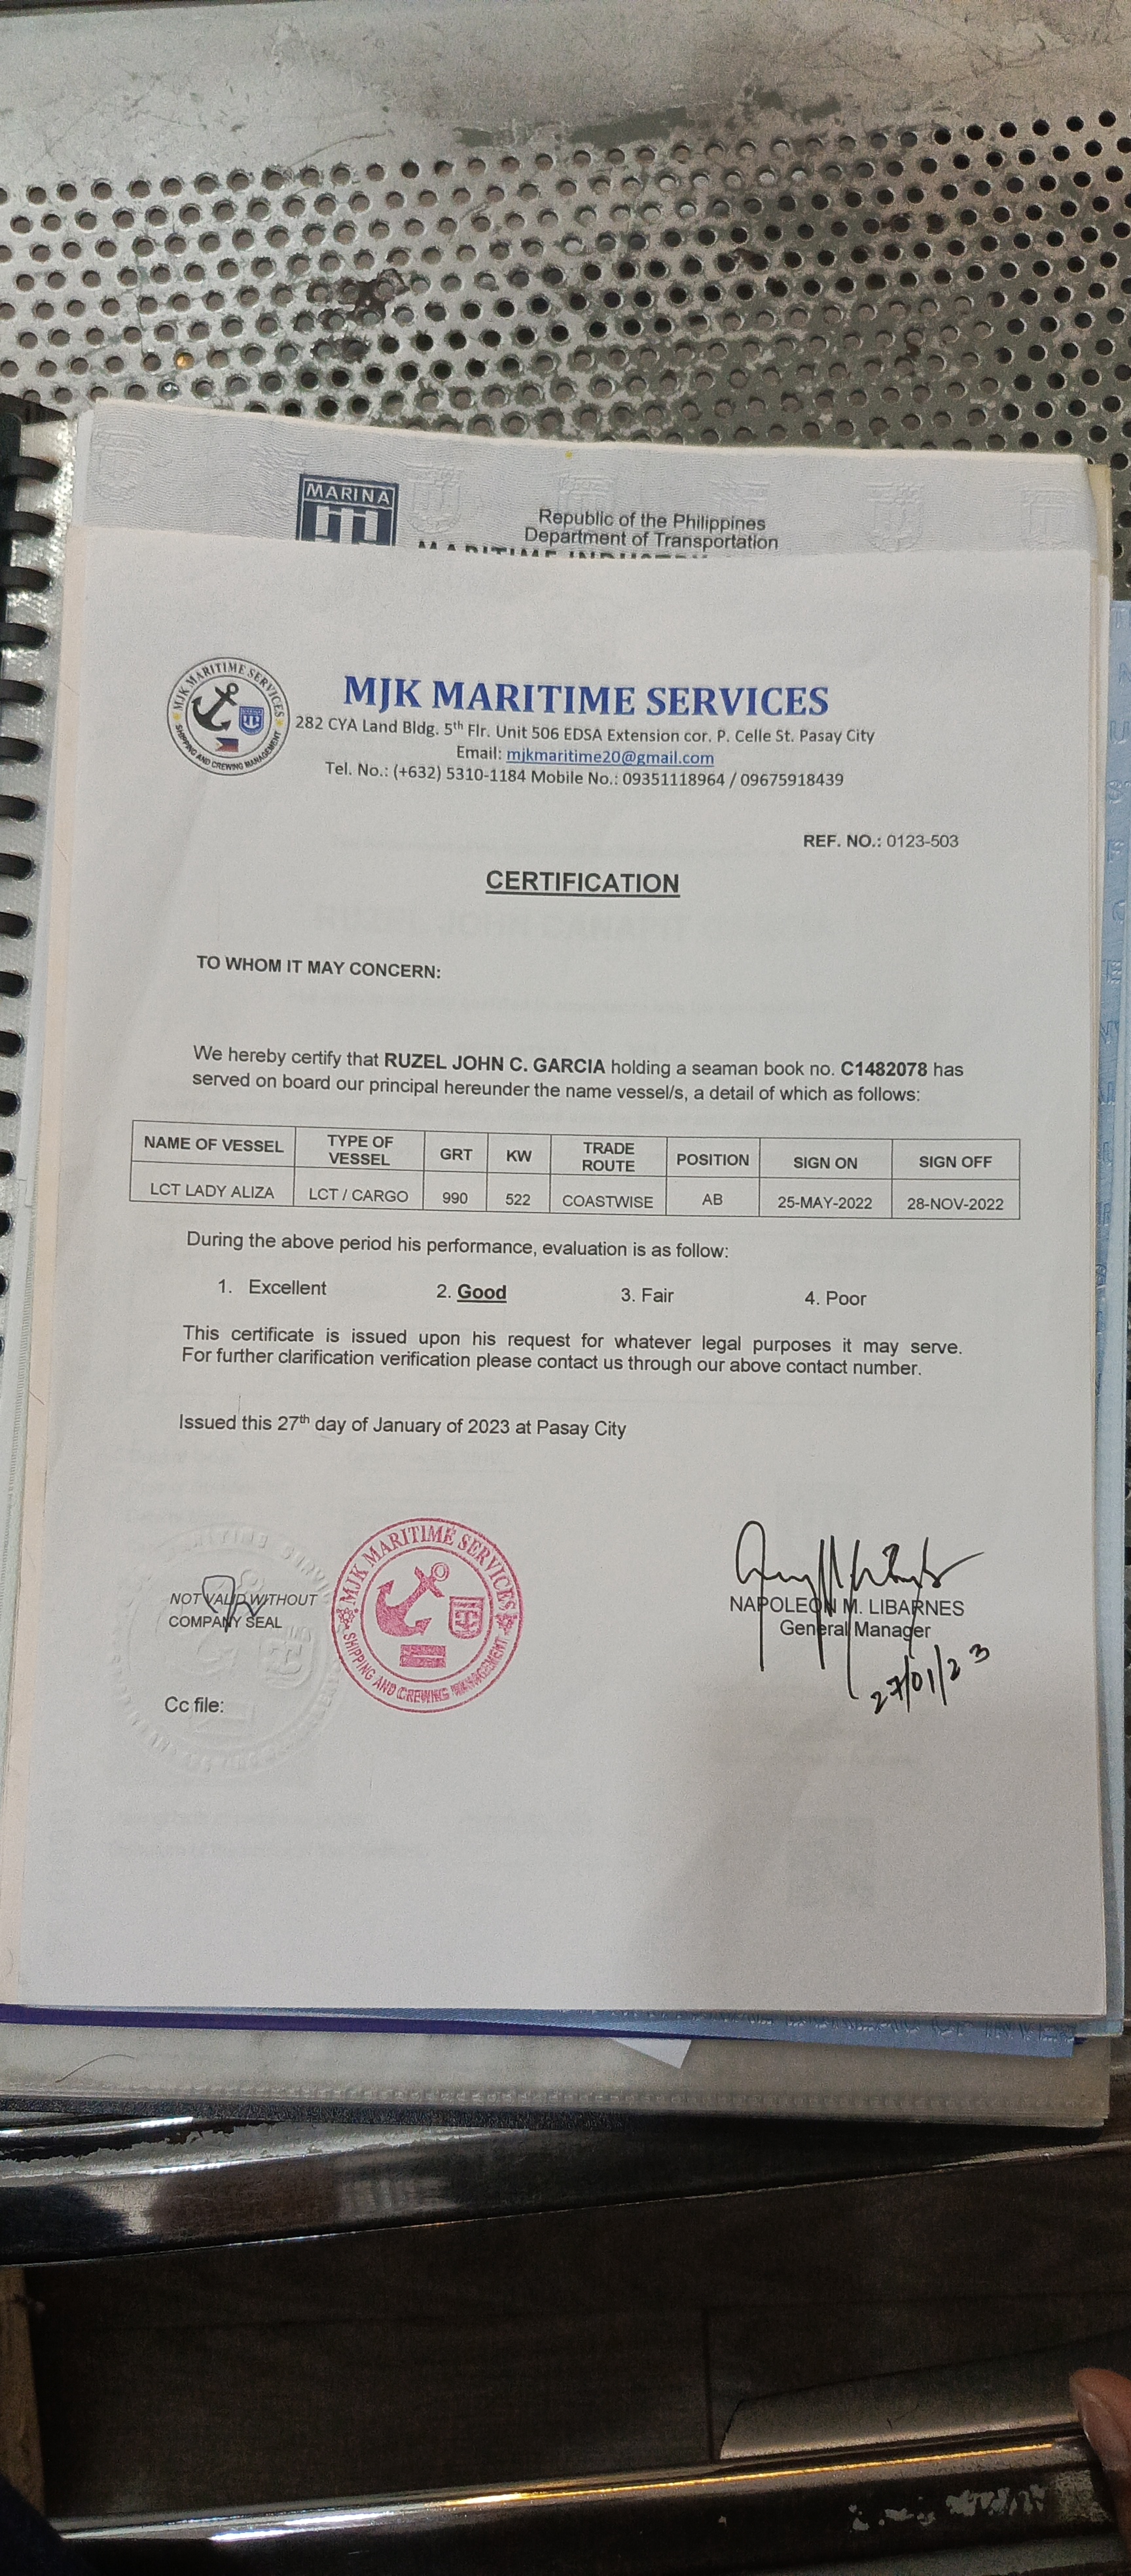 MARINA
Republic of the Philippines
Department of Transportation
MJK MARITIME SERVICES
SHIPPING AND CREWING MANAGEMENT
MJK MARITIME SERVICES
282 CYA Land Bldg. 5th Flr. Unit 506 EDSA Extension cor. P. Celle St. Pasay City
Email: mjkmaritime20@gmail.com
Tel. No.: (+632) 5310-1184 Mobile No.: 09351118964 / 09675918439
REF. NO.: 0123-503
CERTIFICATION
TO WHOM IT MAY CONCERN:
We hereby certify that RUZEL JOHN C. GARCIA holding a seaman book no. C1482078 has
served on board our principal hereunder the name vessel/s, a detail of which as follows:
NAME OF VESSEL TYPE OF VESSEL GRT KW TRADE ROUTE POSITION SIGN ON SIGN OFF
LCT LADY ALIZA LCT / CARGO 990 522 COASTWISE AB 25-MAY-2022 28-NOV-2022
During the above period his performance, evaluation is as follow:
1. Excellent 2. Good 3. Fair 4. Poor
This certificate is issued upon his request for whatever legal purposes it may serve.
For further clarification verification please contact us through our above contact number.
Issued this 27th day of January of 2023 at Pasay City
NOT VALID WITHOUT
COMPANY SEAL
MJK MARITIME SERVICES
SHIPPING AND CREWING MANAGEMENT
NAPOLEON M. LIBARNES
General Manager
27/01/23
Cc file: